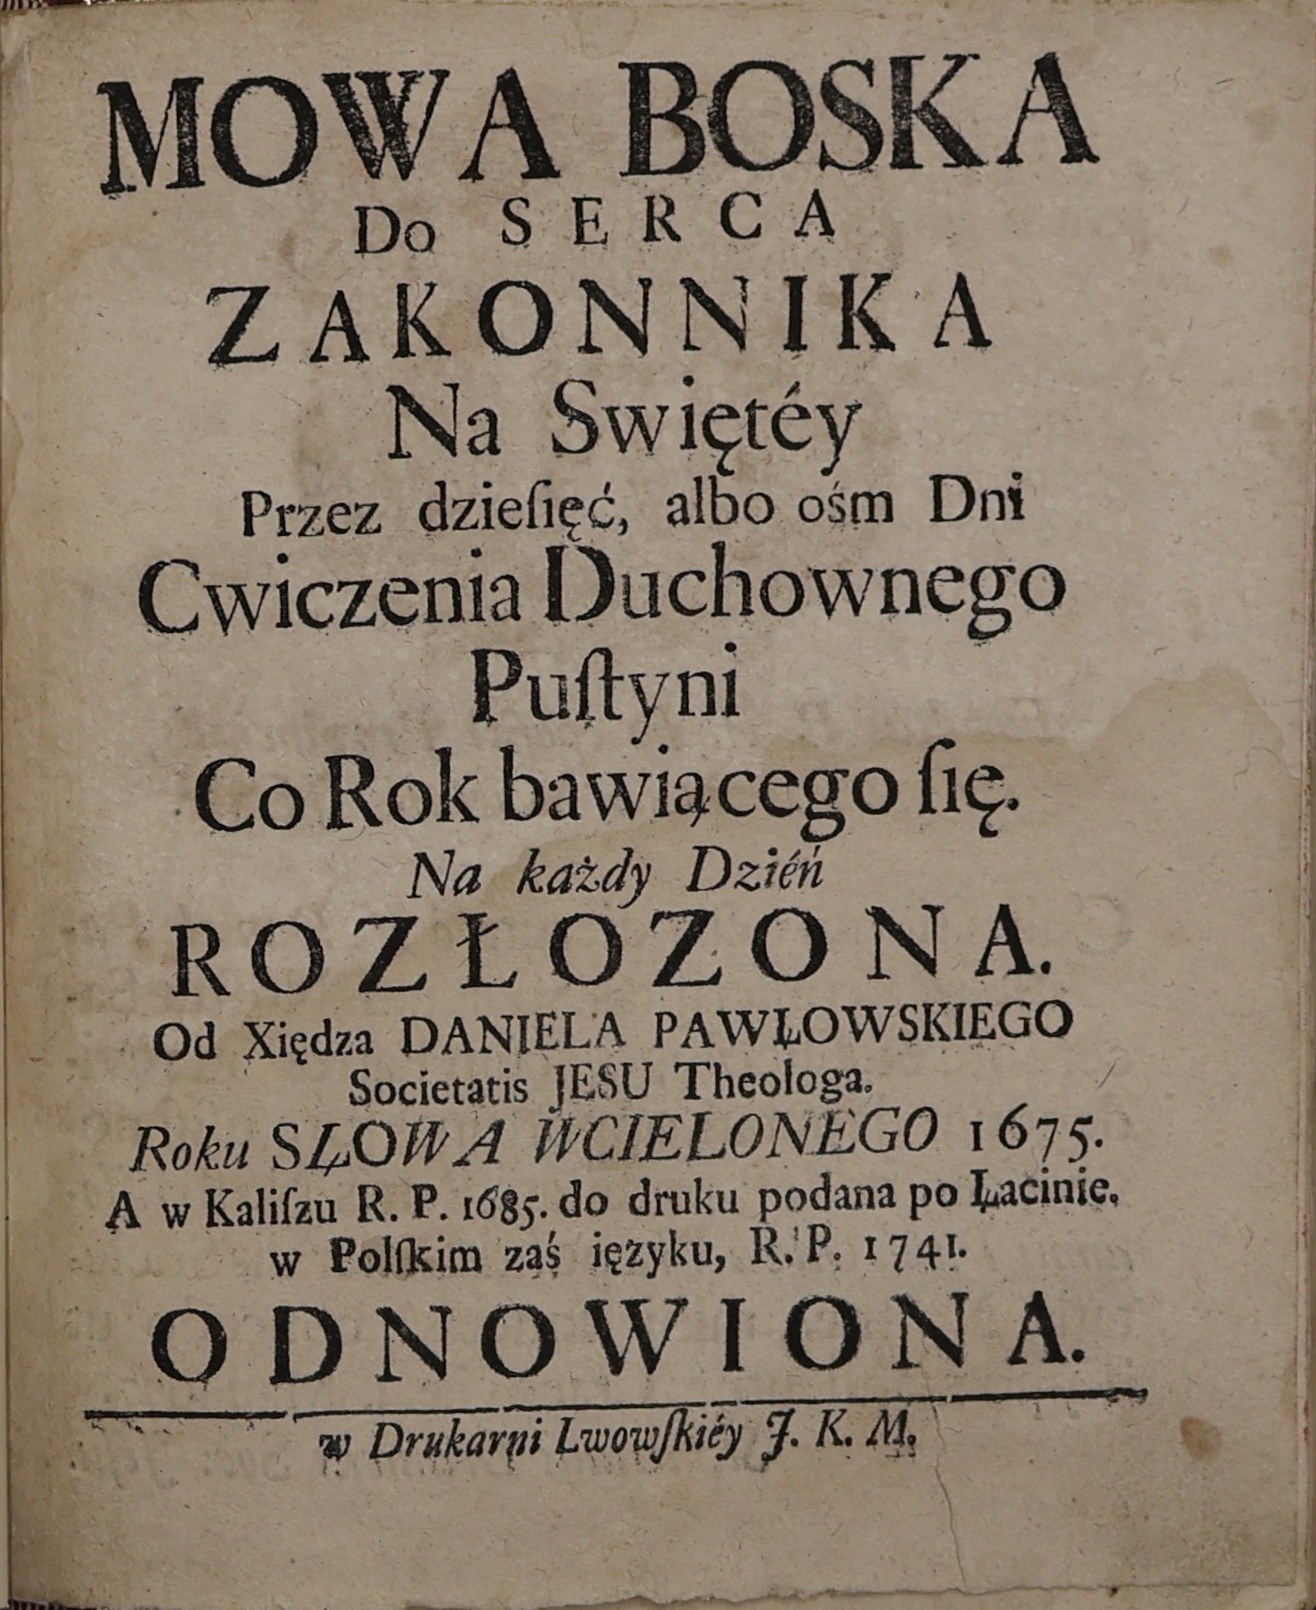 MOWA BOSKA
Do SERCA
ZAKONNIKA
Na Swiętéy
Przez dzieſięć, albo ośm Dni
Cwiczenia Duchownego
Puſtyni
Co Rok bawiącego ſię.
Na każdy Dziéń
ROZŁOZONA.
Od Xiędza DANIELA PAWŁOWSKIEGO
Societatis JESU Theologa.
Roku SŁOWA WCIELONEGO 1675.
A w Kaliſzu R. P. 1685. do druku podana po Łacinie.
w Polſkim zaś ięzyku, R. P. 1741.
ODNOWIONA.
w Drukarni Lwowſkiéy J. K. M.